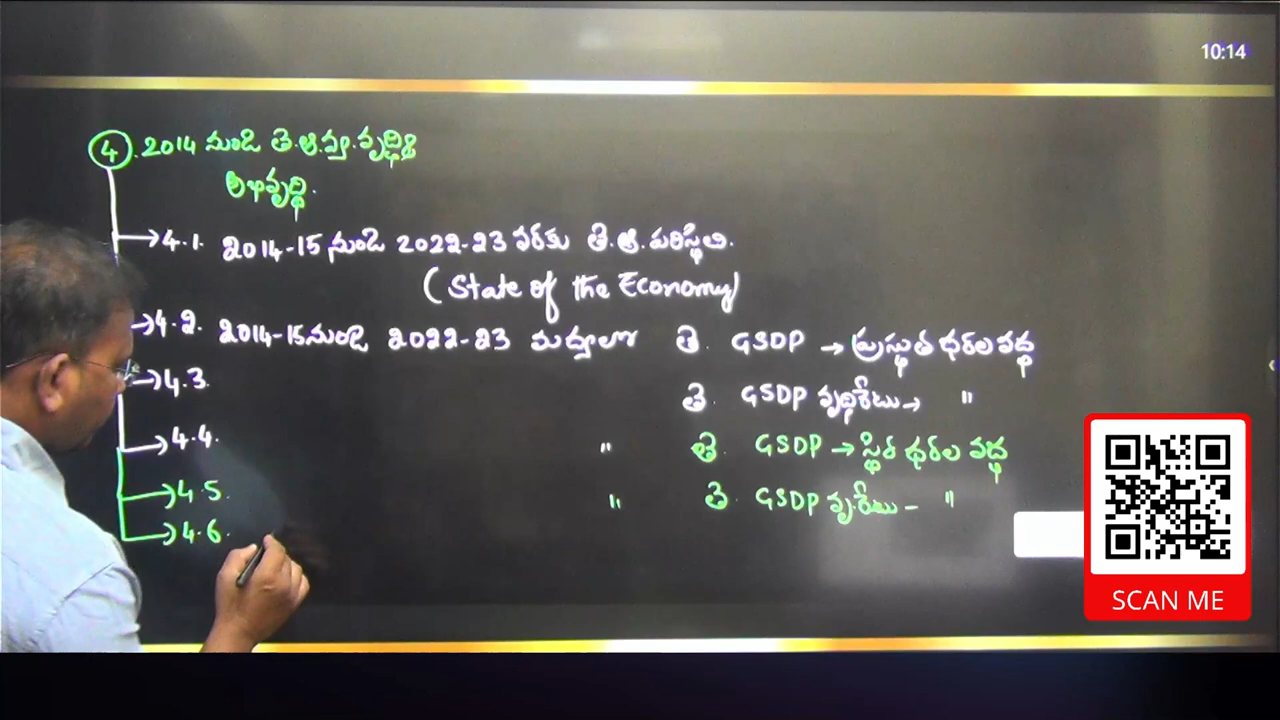 10:14
4. 2014 నుండి తె.ఆ.వ్య.వృద్ధి &
అభివృద్ధి.
4.1. 2014-15 నుండి 2022-23 వరకు తె.ఆ. పరిస్థితి.
(State of the Economy)
4.2. 2014-15 నుండి 2022-23 మధ్యలో తె. GSDP → ప్రస్తుత ధరల వద్ద
4.3. తె. GSDP వృద్ధిరేటు → "
4.4. " తె. GSDP → స్థిర ధరల వద్ద
4.5. " తె. GSDP వృ.రేటు - "
4.6.
SCAN ME